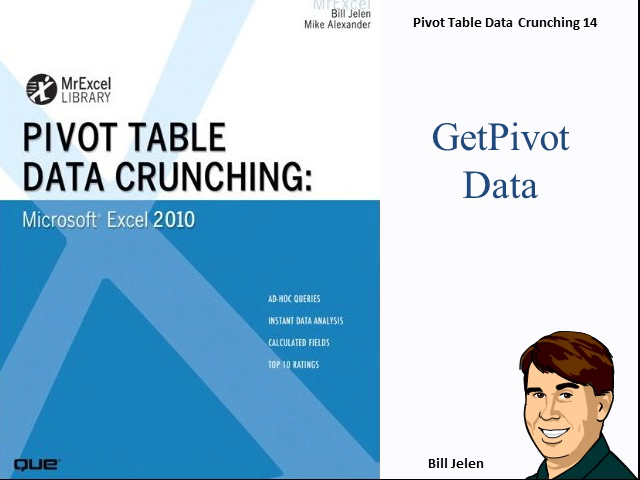 MrExcel
Bill Jelen
Mike Alexander
MrExcel
LIBRARY
PIVOT TABLE
DATA CRUNCHING:
Microsoft® Excel 2010
AD-HOC QUERIES
INSTANT DATA ANALYSIS
CALCULATED FIELDS
TOP 10 RATINGS
QUE®
Pivot Table Data Crunching 14
GetPivot
Data
Bill Jelen